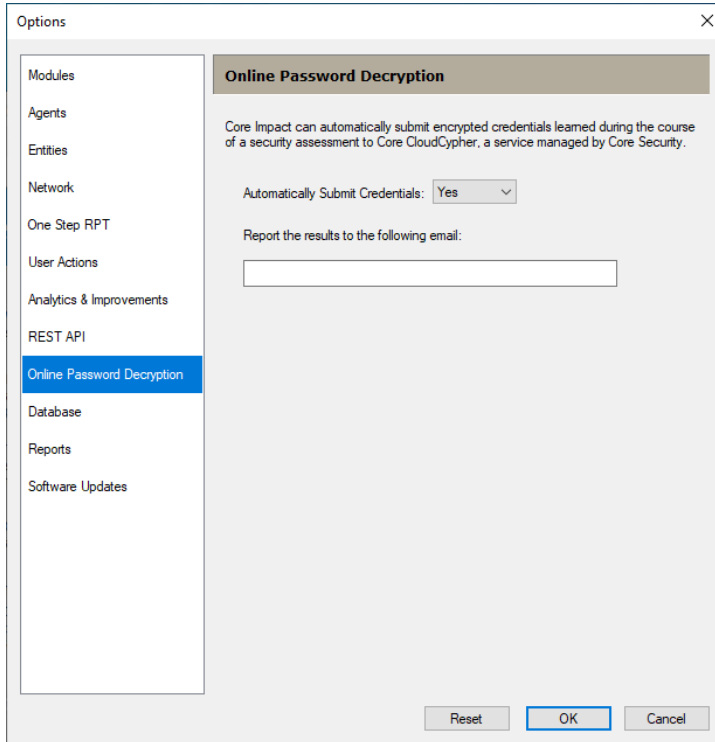 Options
Modules
Agents
Entities
Network
One Step RPT
User Actions
Analytics & Improvements
REST API
Online Password Decryption
Database
Reports
Software Updates
Online Password Decryption
Core Impact can automatically submit encrypted credentials learned during the course
of a security assessment to Core CloudCypher, a service managed by Core Security.
Automatically Submit Credentials: Yes
Report the results to the following email:
Reset OK Cancel